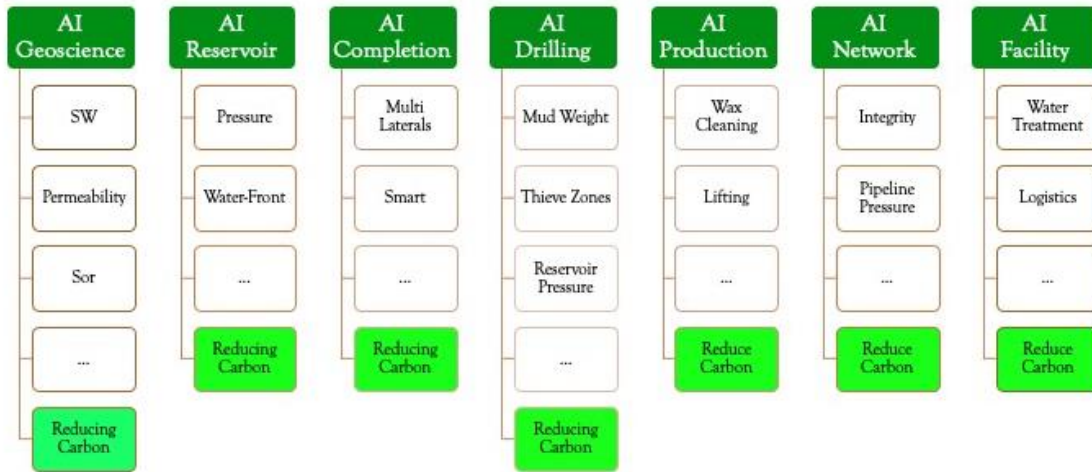 AI
Geoscience
SW
Permeability
Sor
...
Reducing
Carbon
AI
Reservoir
Pressure
Water-Front
...
Reducing
Carbon
AI
Completion
Multi
Laterals
Smart
...
Reducing
Carbon
AI
Drilling
Mud Weight
Thieve Zones
Reservoir
Pressure
...
Reducing
Carbon
AI
Production
Wax
Cleaning
Lifting
...
Reduce
Carbon
AI
Network
Integrity
Pipeline
Pressure
...
Reduce
Carbon
AI
Facility
Water
Treatment
Logistics
...
Reduce
Carbon